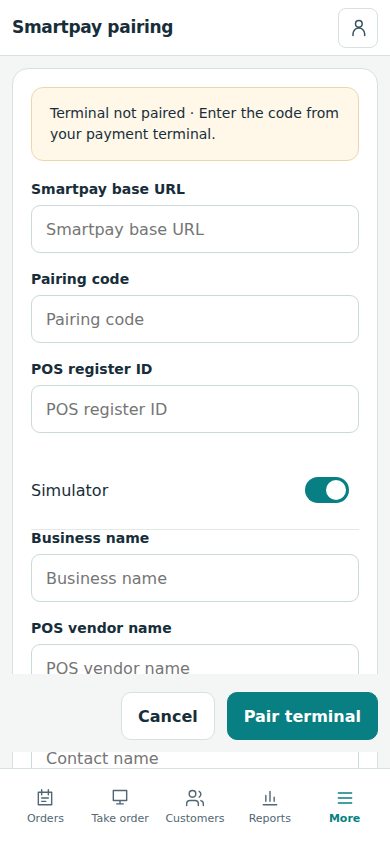 Smartpay pairing
Terminal not paired · Enter the code from
your payment terminal.
Smartpay base URL
Smartpay base URL
Pairing code
Pairing code
POS register ID
POS register ID
Simulator
Business name
Business name
POS vendor name
POS vendor name
Cancel
Pair terminal
Contact name
Orders
Take order
Customers
Reports
More